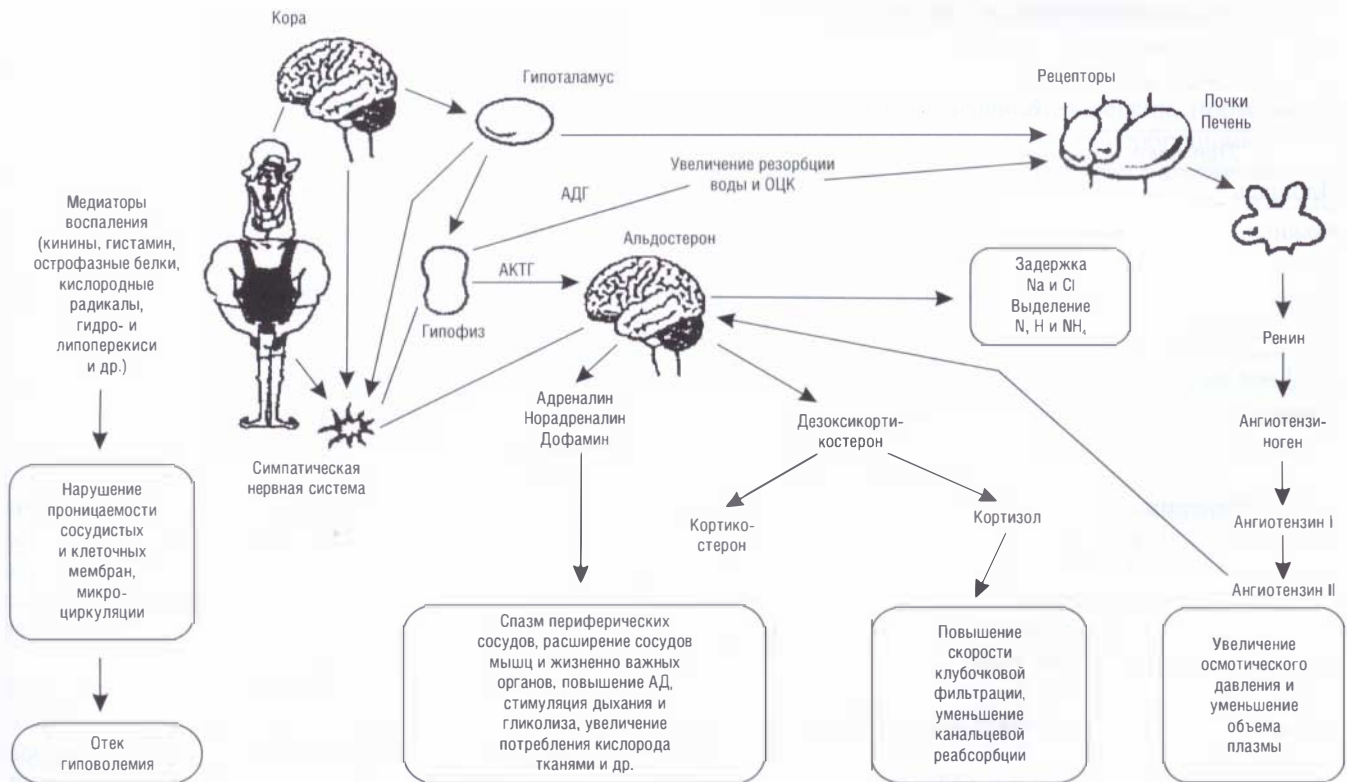 Кора
Гипоталамус
Рецепторы
Почки
Печень
Медиаторы
воспаления
(кинины, гистамин,
острофазные белки,
кислородные
радикалы,
гидро- и
липоперекиси
и др.)
АДГ
Увеличение резорбции
воды и ОЦК
АКТГ
Гипофиз
Альдостерон
Задержка
Na и Cl
Выделение
N, H и NH₄
Ренин
Ангиотензи-
ноген
Ангиотензин I
Ангиотензин II
Симпатическая
нервная система
Адреналин
Норадреналин
Дофамин
Дезоксикорти-
костерон
Кортико-
стерон
Кортизол
Нарушение
проницаемости
сосудистых
и клеточных
мембран,
микро-
циркуляции
Отек
гиповолемия
Спазм периферических
сосудов, расширение сосудов
мышц и жизненно важных
органов, повышение АД,
стимуляция дыхания и
гликолиза, увеличение
потребления кислорода
тканями и др.
Повышение
скорости
клубочковой
фильтрации,
уменьшение
канальцевой
реабсорбции
Увеличение
осмотического
давления и
уменьшение
объема
плазмы